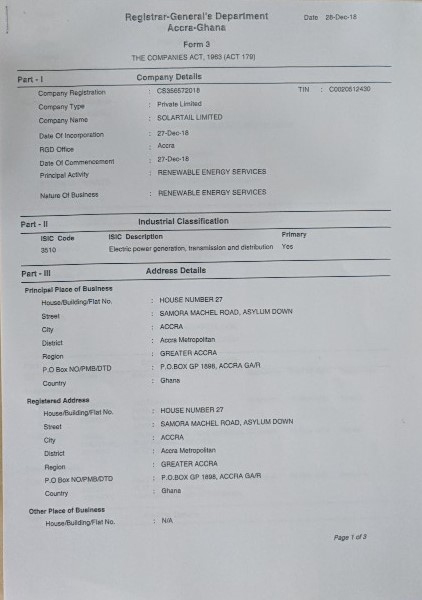 Registrar-General's Department Date 28-Dec-18
Accra-Ghana
Form 3
THE COMPANIES ACT, 1963 (ACT 179)
Part - I Company Details
Company Registration : CS356572018 TIN : C0020512430
Company Type : Private Limited
Company Name : SOLARTAIL LIMITED
Date Of Incorporation : 27-Dec-18
RGD Office : Accra
Date Of Commencement : 27-Dec-18
Principal Activity : RENEWABLE ENERGY SERVICES
Nature Of Business : RENEWABLE ENERGY SERVICES
Part - II Industrial Classification
ISIC Code ISIC Description Primary
3510 Electric power generation, transmission and distribution Yes
Part - III Address Details
Principal Place of Business
House/Building/Flat No. : HOUSE NUMBER 27
Street : SAMORA MACHEL ROAD, ASYLUM DOWN
City : ACCRA
District : Accra Metropolitan
Region : GREATER ACCRA
P.O Box NO/PMB/DTD : P.O.BOX GP 1898, ACCRA GA/R
Country : Ghana
Registered Address
House/Building/Flat No. : HOUSE NUMBER 27
Street : SAMORA MACHEL ROAD, ASYLUM DOWN
City : ACCRA
District : Accra Metropolitan
Region : GREATER ACCRA
P.O Box NO/PMB/DTD : P.O.BOX GP 1898, ACCRA GA/R
Country : Ghana
Other Place of Business
House/Building/Flat No. : N/A
Page 1 of 3